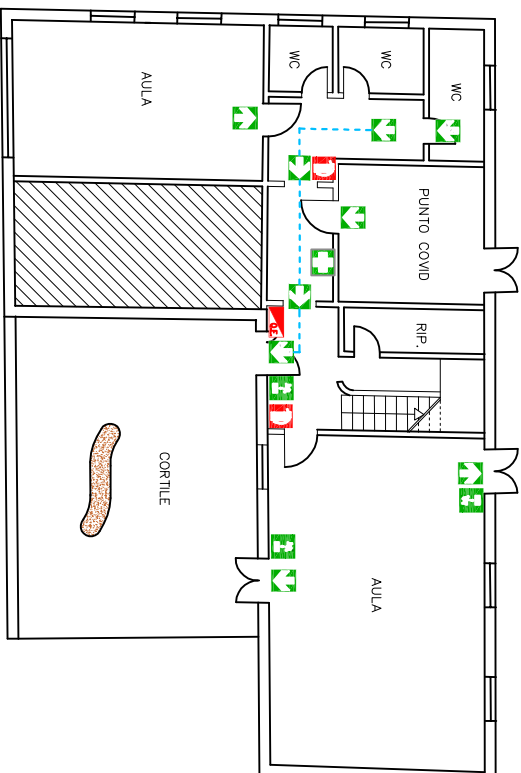 WC
WC
WC
AULA
PUNTO COVID
RIP.
Q.E.
CORTILE
AULA